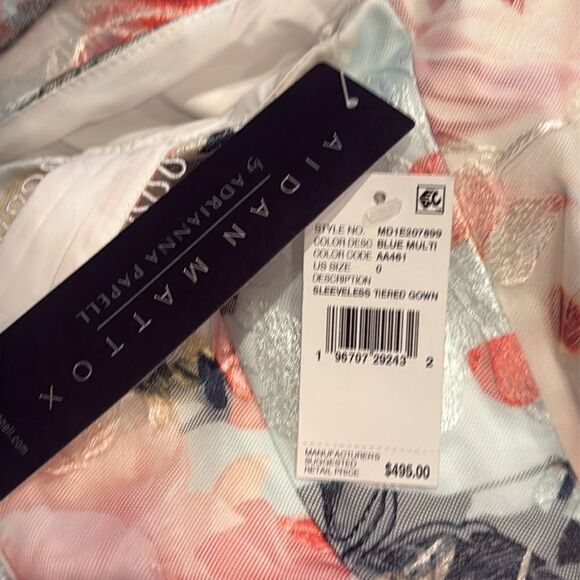 AIDAN MATTOX
by ADRIANNA PAPELL
EC
STYLE NO. MD1E207899
COLOR DESC BLUE MULTI
COLOR CODE AA461
US SIZE 0
DESCRIPTION
SLEEVELESS TIERED GOWN
1 96707 29243 2
MANUFACTURERS
SUGGESTED
RETAIL PRICE $495.00